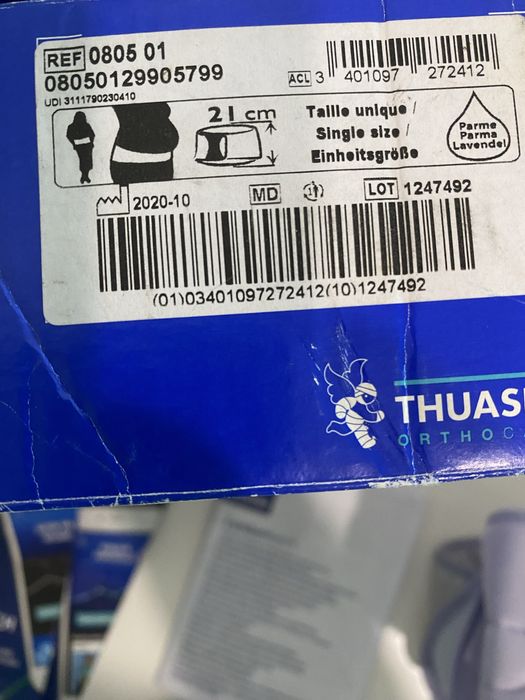 REF 0805 01
08050129905799
UDI 3111790230410
ACL 3 401097 272412
21 cm
Taille unique /
Single size /
Einheitsgröße
Parme
Parma
Lavendel
2020-10 MD LOT 1247492
(01)03401097272412(10)1247492
THUAS
ORTHO